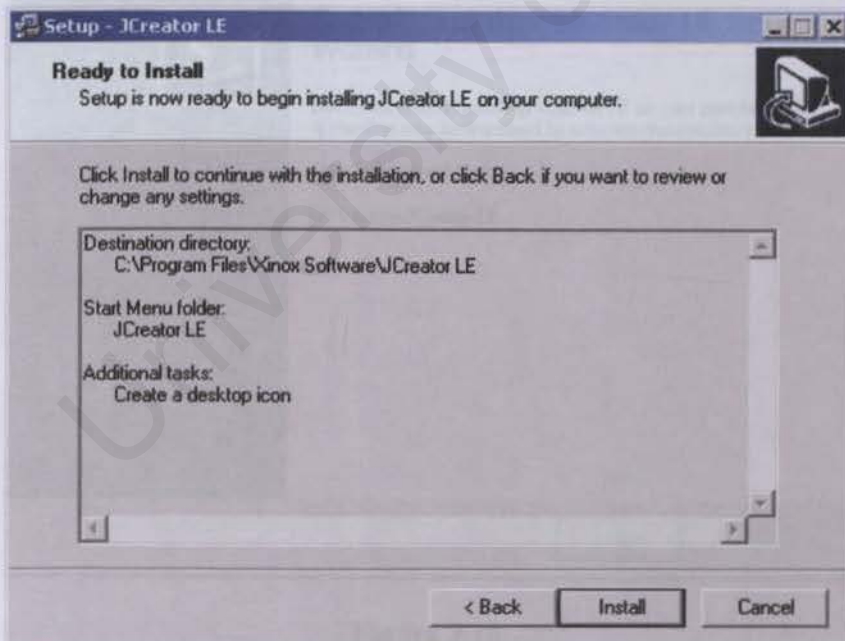 Setup - JCreator LE
Ready to Install
Setup is now ready to begin installing JCreator LE on your computer.
Click Install to continue with the installation, or click Back if you want to review or
change any settings.
Destination directory:
C:\Program Files\Xinox Software\JCreator LE
Start Menu folder:
JCreator LE
Additional tasks:
Create a desktop icon
< Back
Install
Cancel
University